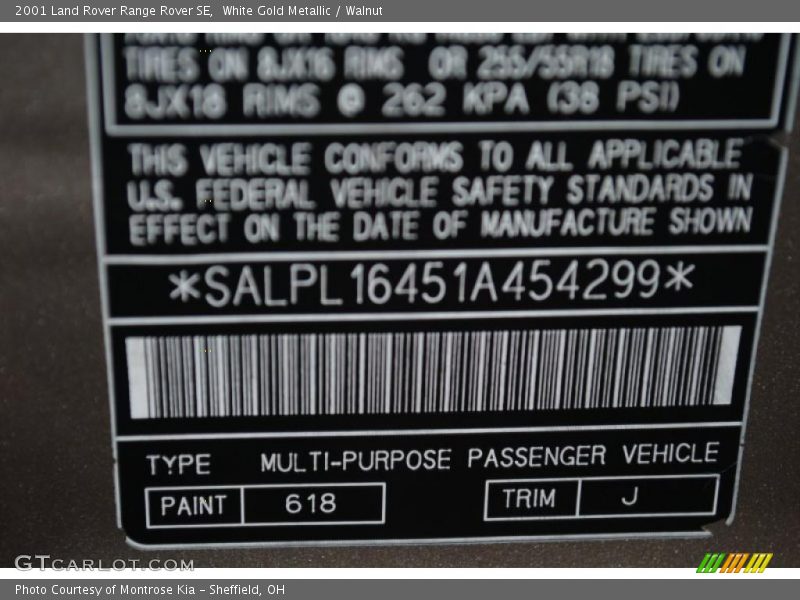 2001 Land Rover Range Rover SE, White Gold Metallic / Walnut
TIRES ON 8JX16 RIMS OR 255/55R18 TIRES ON
8JX18 RIMS @ 262 KPA (38 PSI)
THIS VEHICLE CONFORMS TO ALL APPLICABLE
U.S. FEDERAL VEHICLE SAFETY STANDARDS IN
EFFECT ON THE DATE OF MANUFACTURE SHOWN
*SALPL16451A454299*
TYPE MULTI-PURPOSE PASSENGER VEHICLE
PAINT 618 TRIM J
GTCARLOT.COM
Photo Courtesy of Montrose Kia - Sheffield, OH